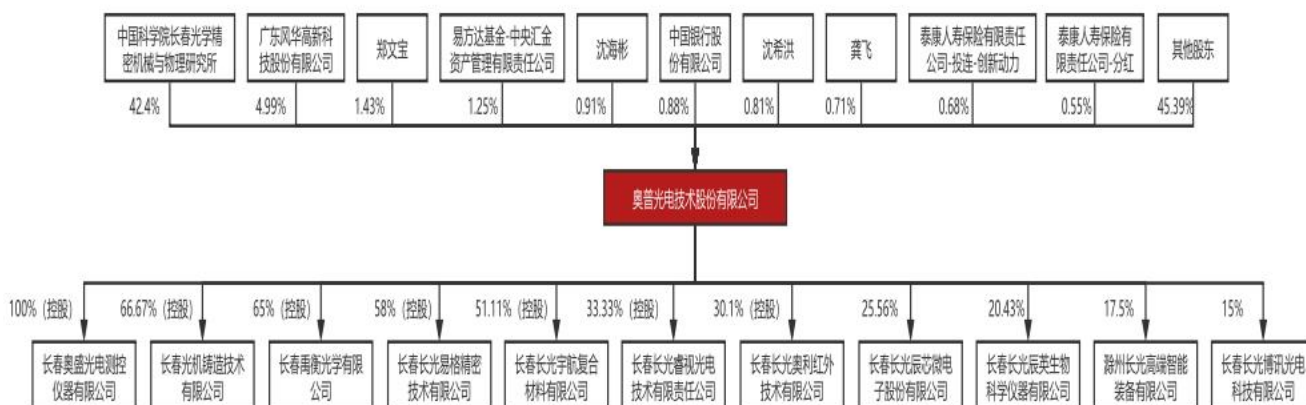 中国科学院长春光学精
密机械与物理研究所
广东风华高新科
技股份有限公司
郑文宝
易方达基金-中央汇金
资产管理有限责任公司
沈海彬
中国银行股
份有限公司
沈希洪
龚飞
泰康人寿保险有限责任
公司-投连-创新动力
泰康人寿保险有
限责任公司-分红
其他股东
42.4%
4.99%
1.43%
1.25%
0.91%
0.88%
0.81%
0.71%
0.68%
0.55%
45.39%
奥普光电技术股份有限公司
100% (控股)
66.67% (控股)
65% (控股)
58% (控股)
51.11% (控股)
33.33% (控股)
30.1% (控股)
25.56%
20.43%
17.5%
15%
长春奥盛光电测控
仪器有限公司
长春光机铸造技术
有限公司
长春禹衡光学有限
公司
长春长光易格精密
技术有限公司
长春长光宇航复合
材料有限公司
长春长光睿视光电
技术有限责任公司
长春长光奥利红外
技术有限公司
长春长光辰芯微电
子股份有限公司
长春长光辰英生物
科学仪器有限公司
滁州长光高端智能
装备有限公司
长春长光博讯光电
科技有限公司